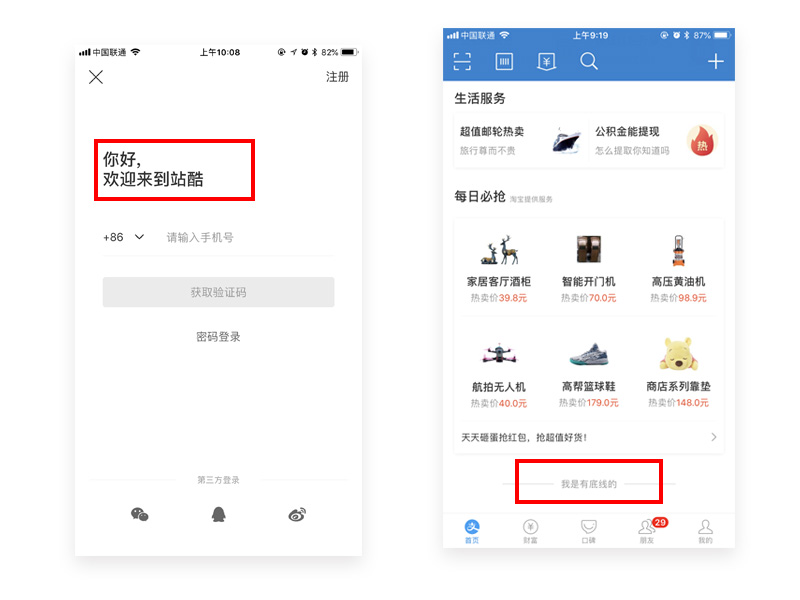 中国联通
上午10:08
82%
注册
你好,
欢迎来到站酷
+86
请输入手机号
获取验证码
密码登录
第三方登录
中国联通
上午9:19
87%
生活服务
超值邮轮热卖
旅行尊而不贵
公积金能提现
怎么提取你知道吗
热
每日必抢 淘宝提供服务
家居客厅酒柜
热卖价39.8元
智能开门机
热卖价70.0元
高压黄油机
热卖价98.9元
航拍无人机
热卖价40.0元
高帮篮球鞋
热卖价179.0元
商店系列靠垫
热卖价148.0元
天天砸蛋抢红包，抢超值好货！
我是有底线的
支
首页
¥
财富
口碑
29
朋友
我的